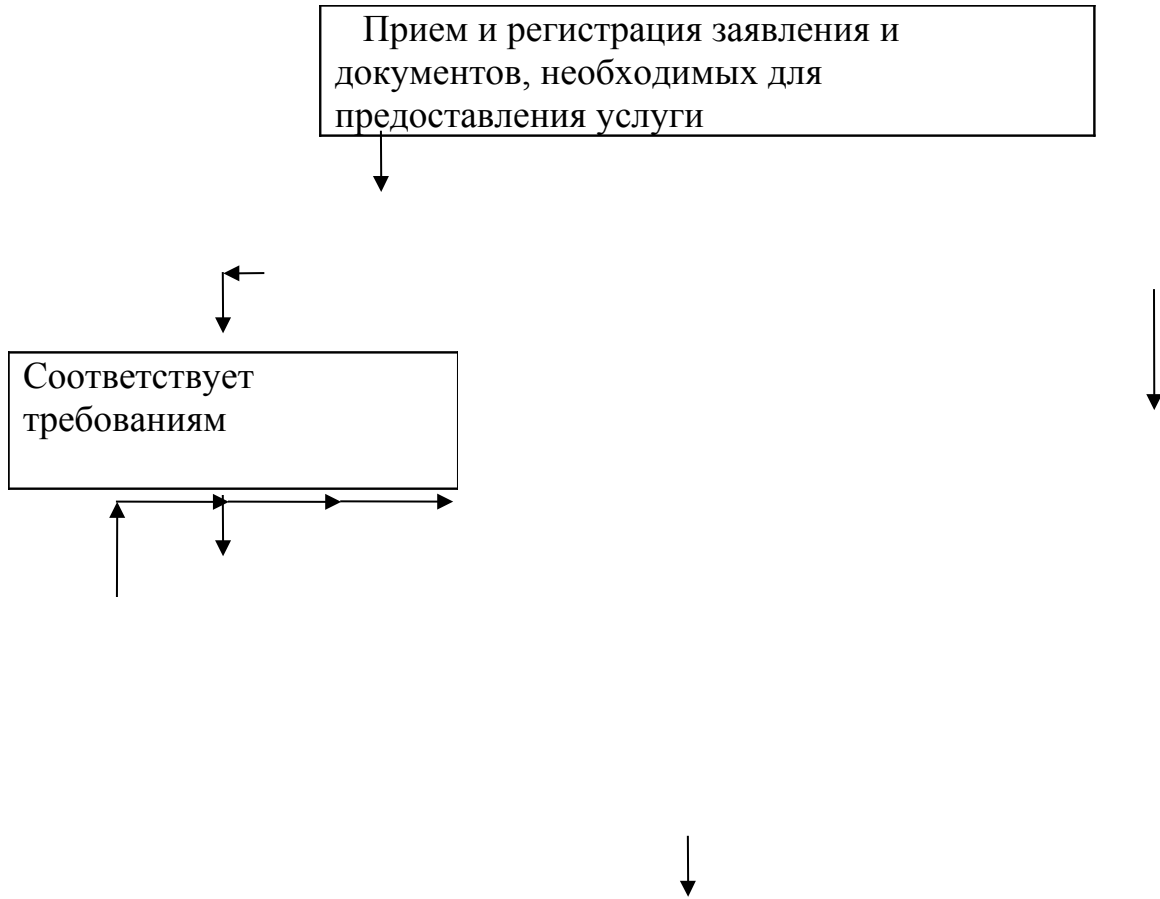 Прием и регистрация заявления и
документов, необходимых для
предоставления услуги
Соответствует
требованиям